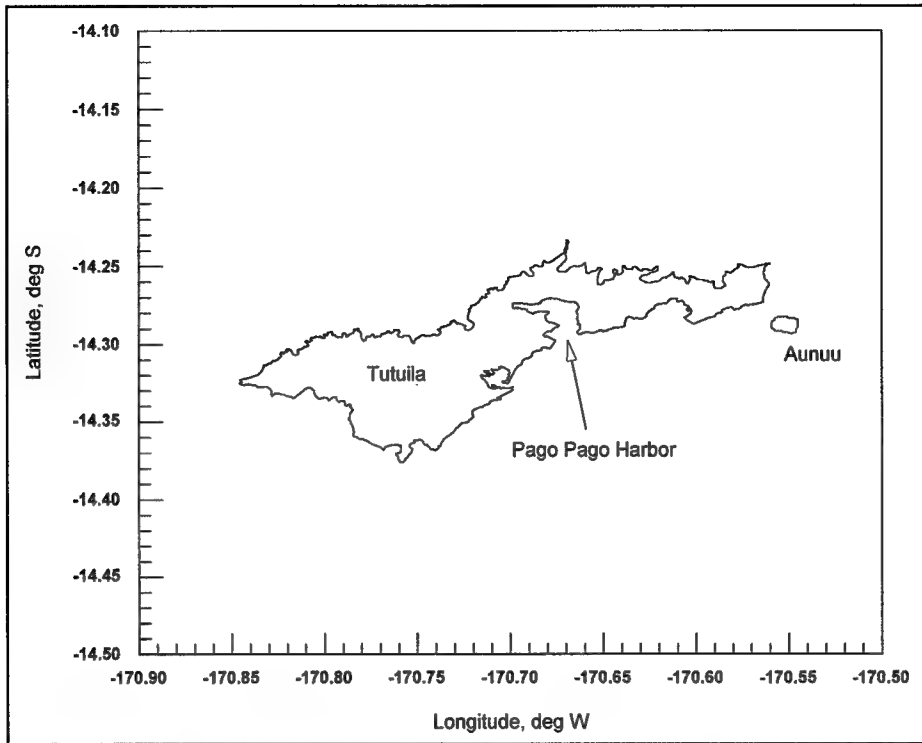 -14.10
-14.15
-14.20
-14.25
-14.30
-14.35
-14.40
-14.45
-14.50
Latitude, deg S
Tutuila
Aunuu
Pago Pago Harbor
-170.90 -170.85 -170.80 -170.75 -170.70 -170.65 -170.60 -170.55 -170.50
Longitude, deg W